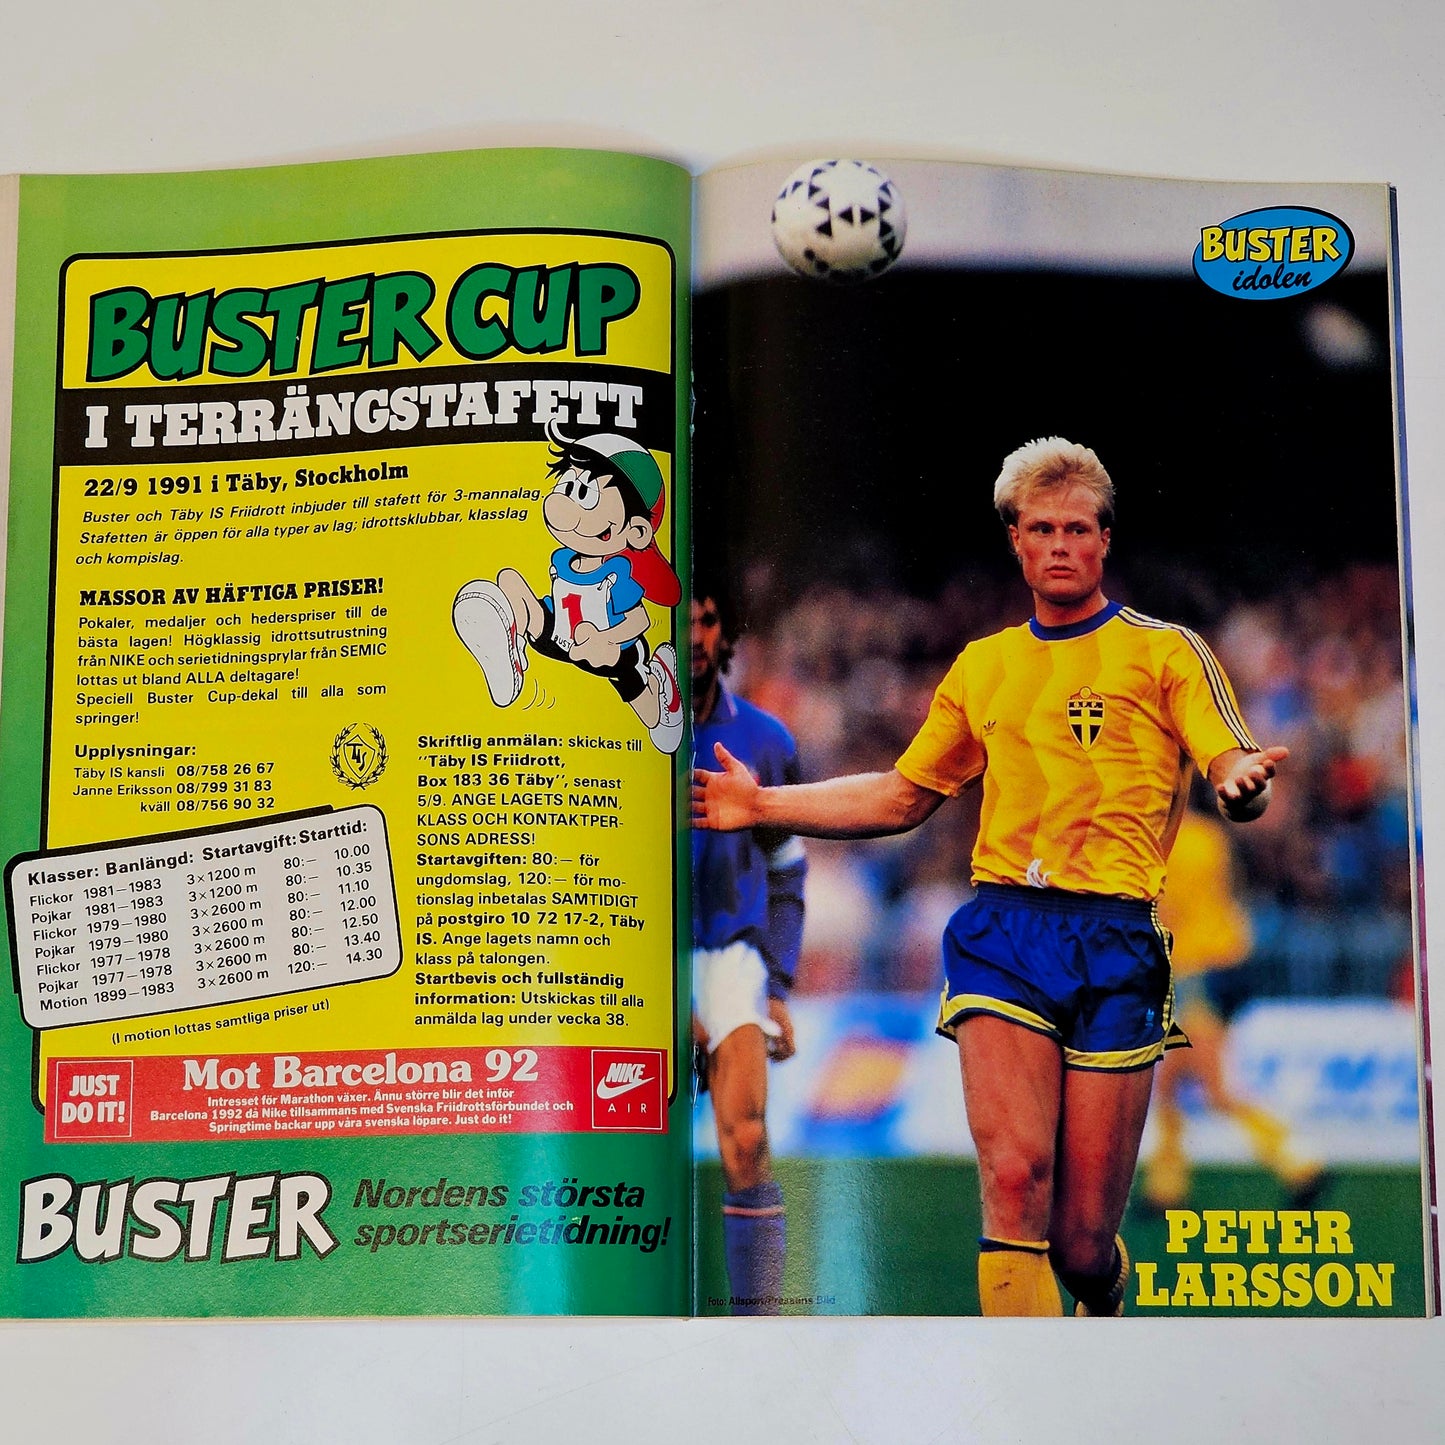 BUSTER CUP
I TERRÄNGSTAFETT
22/9 1991 i Täby, Stockholm
Buster och Täby IS Friidrott inbjuder till stafett för 3-mannalag.
Stafetten är öppen för alla typer av lag; idrottsklubbar, klasslag
och kompislag.
MASSOR AV HÄFTIGA PRISER!
Pokaler, medaljer och hederspriser till de
bästa lagen! Högklassig idrottsutrustning
från NIKE och serietidningsprylar från SEMIC
lottas ut bland ALLA deltagare!
Speciell Buster Cup-dekal till alla som
springer!
1
BUST
Upplysningar:
Täby IS kansli 08/758 26 67
Janne Eriksson 08/799 31 83
kväll 08/756 90 32
TIS
Klasser: Banlängd: Startavgift: Starttid:
Flickor 1981–1983 3×1200 m 80:– 10.00
Pojkar 1981–1983 3×1200 m 80:– 10.35
Flickor 1979–1980 3×2600 m 80:– 11.10
Pojkar 1979–1980 3×2600 m 80:– 12.00
Flickor 1977–1978 3×2600 m 80:– 12.50
Pojkar 1977–1978 3×2600 m 80:– 13.40
Motion 1899–1983 3×2600 m 120:– 14.30
(I motion lottas samtliga priser ut)
Skriftlig anmälan: skickas till
"Täby IS Friidrott,
Box 183 36 Täby", senast
5/9. ANGE LAGETS NAMN,
KLASS OCH KONTAKTPER-
SONS ADRESS!
Startavgiften: 80:– för
ungdomslag, 120:– för mo-
tionslag inbetalas SAMTIDIGT
på postgiro 10 72 17-2, Täby
IS. Ange lagets namn och
klass på talongen.
Startbevis och fullständig
information: Utskickas till alla
anmälda lag under vecka 38.
JUST
DO IT!
Mot Barcelona 92
Intresset för Marathon växer. Ännu större blir det inför
Barcelona 1992 då Nike tillsammans med Svenska Friidrottsförbundet och
Springtime backar upp våra svenska löpare. Just do it!
NIKE
AIR
BUSTER
Nordens största
sportserietidning!
BUSTER
idolen
S.F.F.
PETER
LARSSON
Foto: Allsport/Pressens Bild